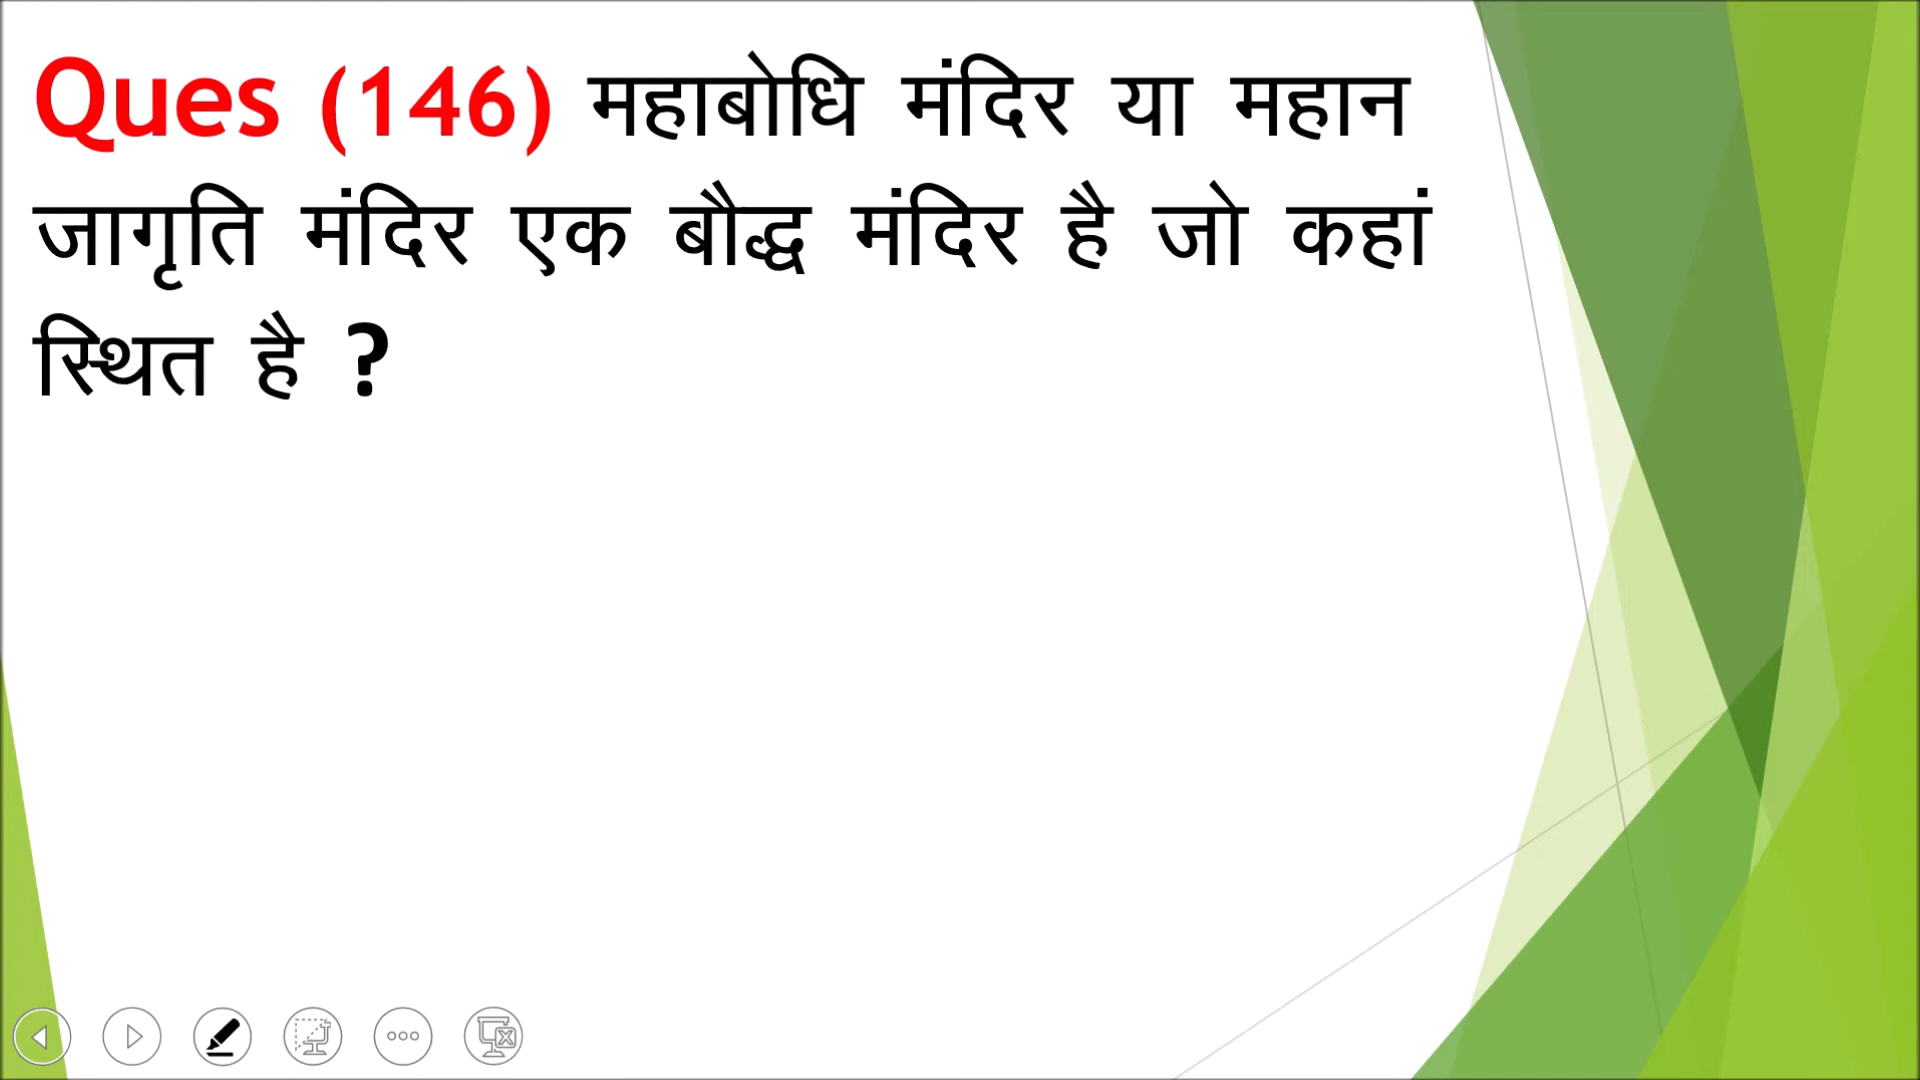 Ques (146) महाबोधि मंदिर या महान
जागृति मंदिर एक बौद्ध मंदिर है जो कहां
स्थित है ?